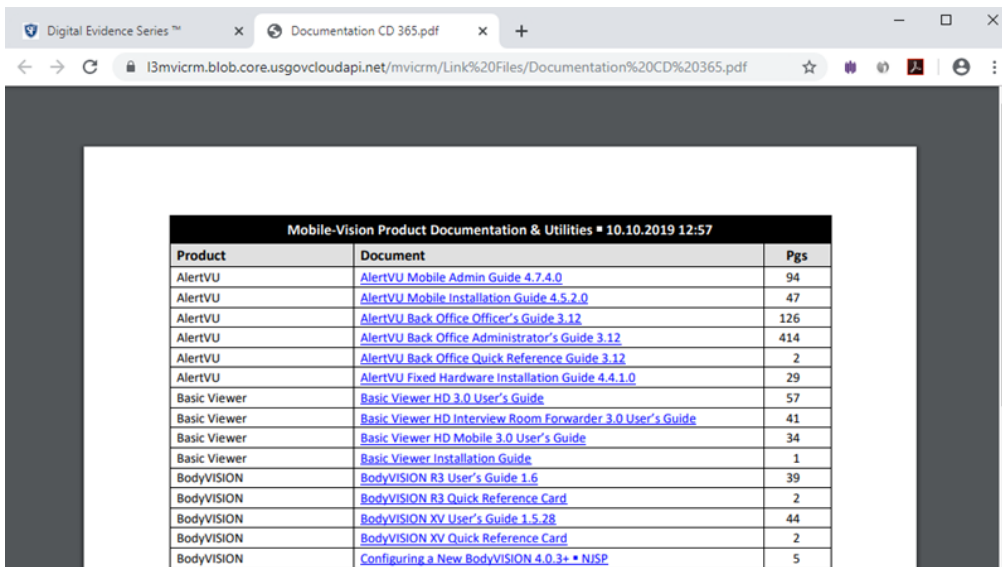 Digital Evidence Series ™
Documentation CD 365.pdf
l3mvicrm.blob.core.usgovcloudapi.net/mvicrm/Link%20Files/Documentation%20CD%20365.pdf
Mobile-Vision Product Documentation & Utilities ▪ 10.10.2019 12:57
Product Document Pgs
AlertVU AlertVU Mobile Admin Guide 4.7.4.0 94
AlertVU AlertVU Mobile Installation Guide 4.5.2.0 47
AlertVU AlertVU Back Office Officer's Guide 3.12 126
AlertVU AlertVU Back Office Administrator's Guide 3.12 414
AlertVU AlertVU Back Office Quick Reference Guide 3.12 2
AlertVU AlertVU Fixed Hardware Installation Guide 4.4.1.0 29
Basic Viewer Basic Viewer HD 3.0 User's Guide 57
Basic Viewer Basic Viewer HD Interview Room Forwarder 3.0 User's Guide 41
Basic Viewer Basic Viewer HD Mobile 3.0 User's Guide 34
Basic Viewer Basic Viewer Installation Guide 1
BodyVISION BodyVISION R3 User's Guide 1.6 39
BodyVISION BodyVISION R3 Quick Reference Card 2
BodyVISION BodyVISION XV User's Guide 1.5.28 44
BodyVISION BodyVISION XV Quick Reference Card 2
BodyVISION Configuring a New BodyVISION 4.0.3+ ▪ NJSP 5